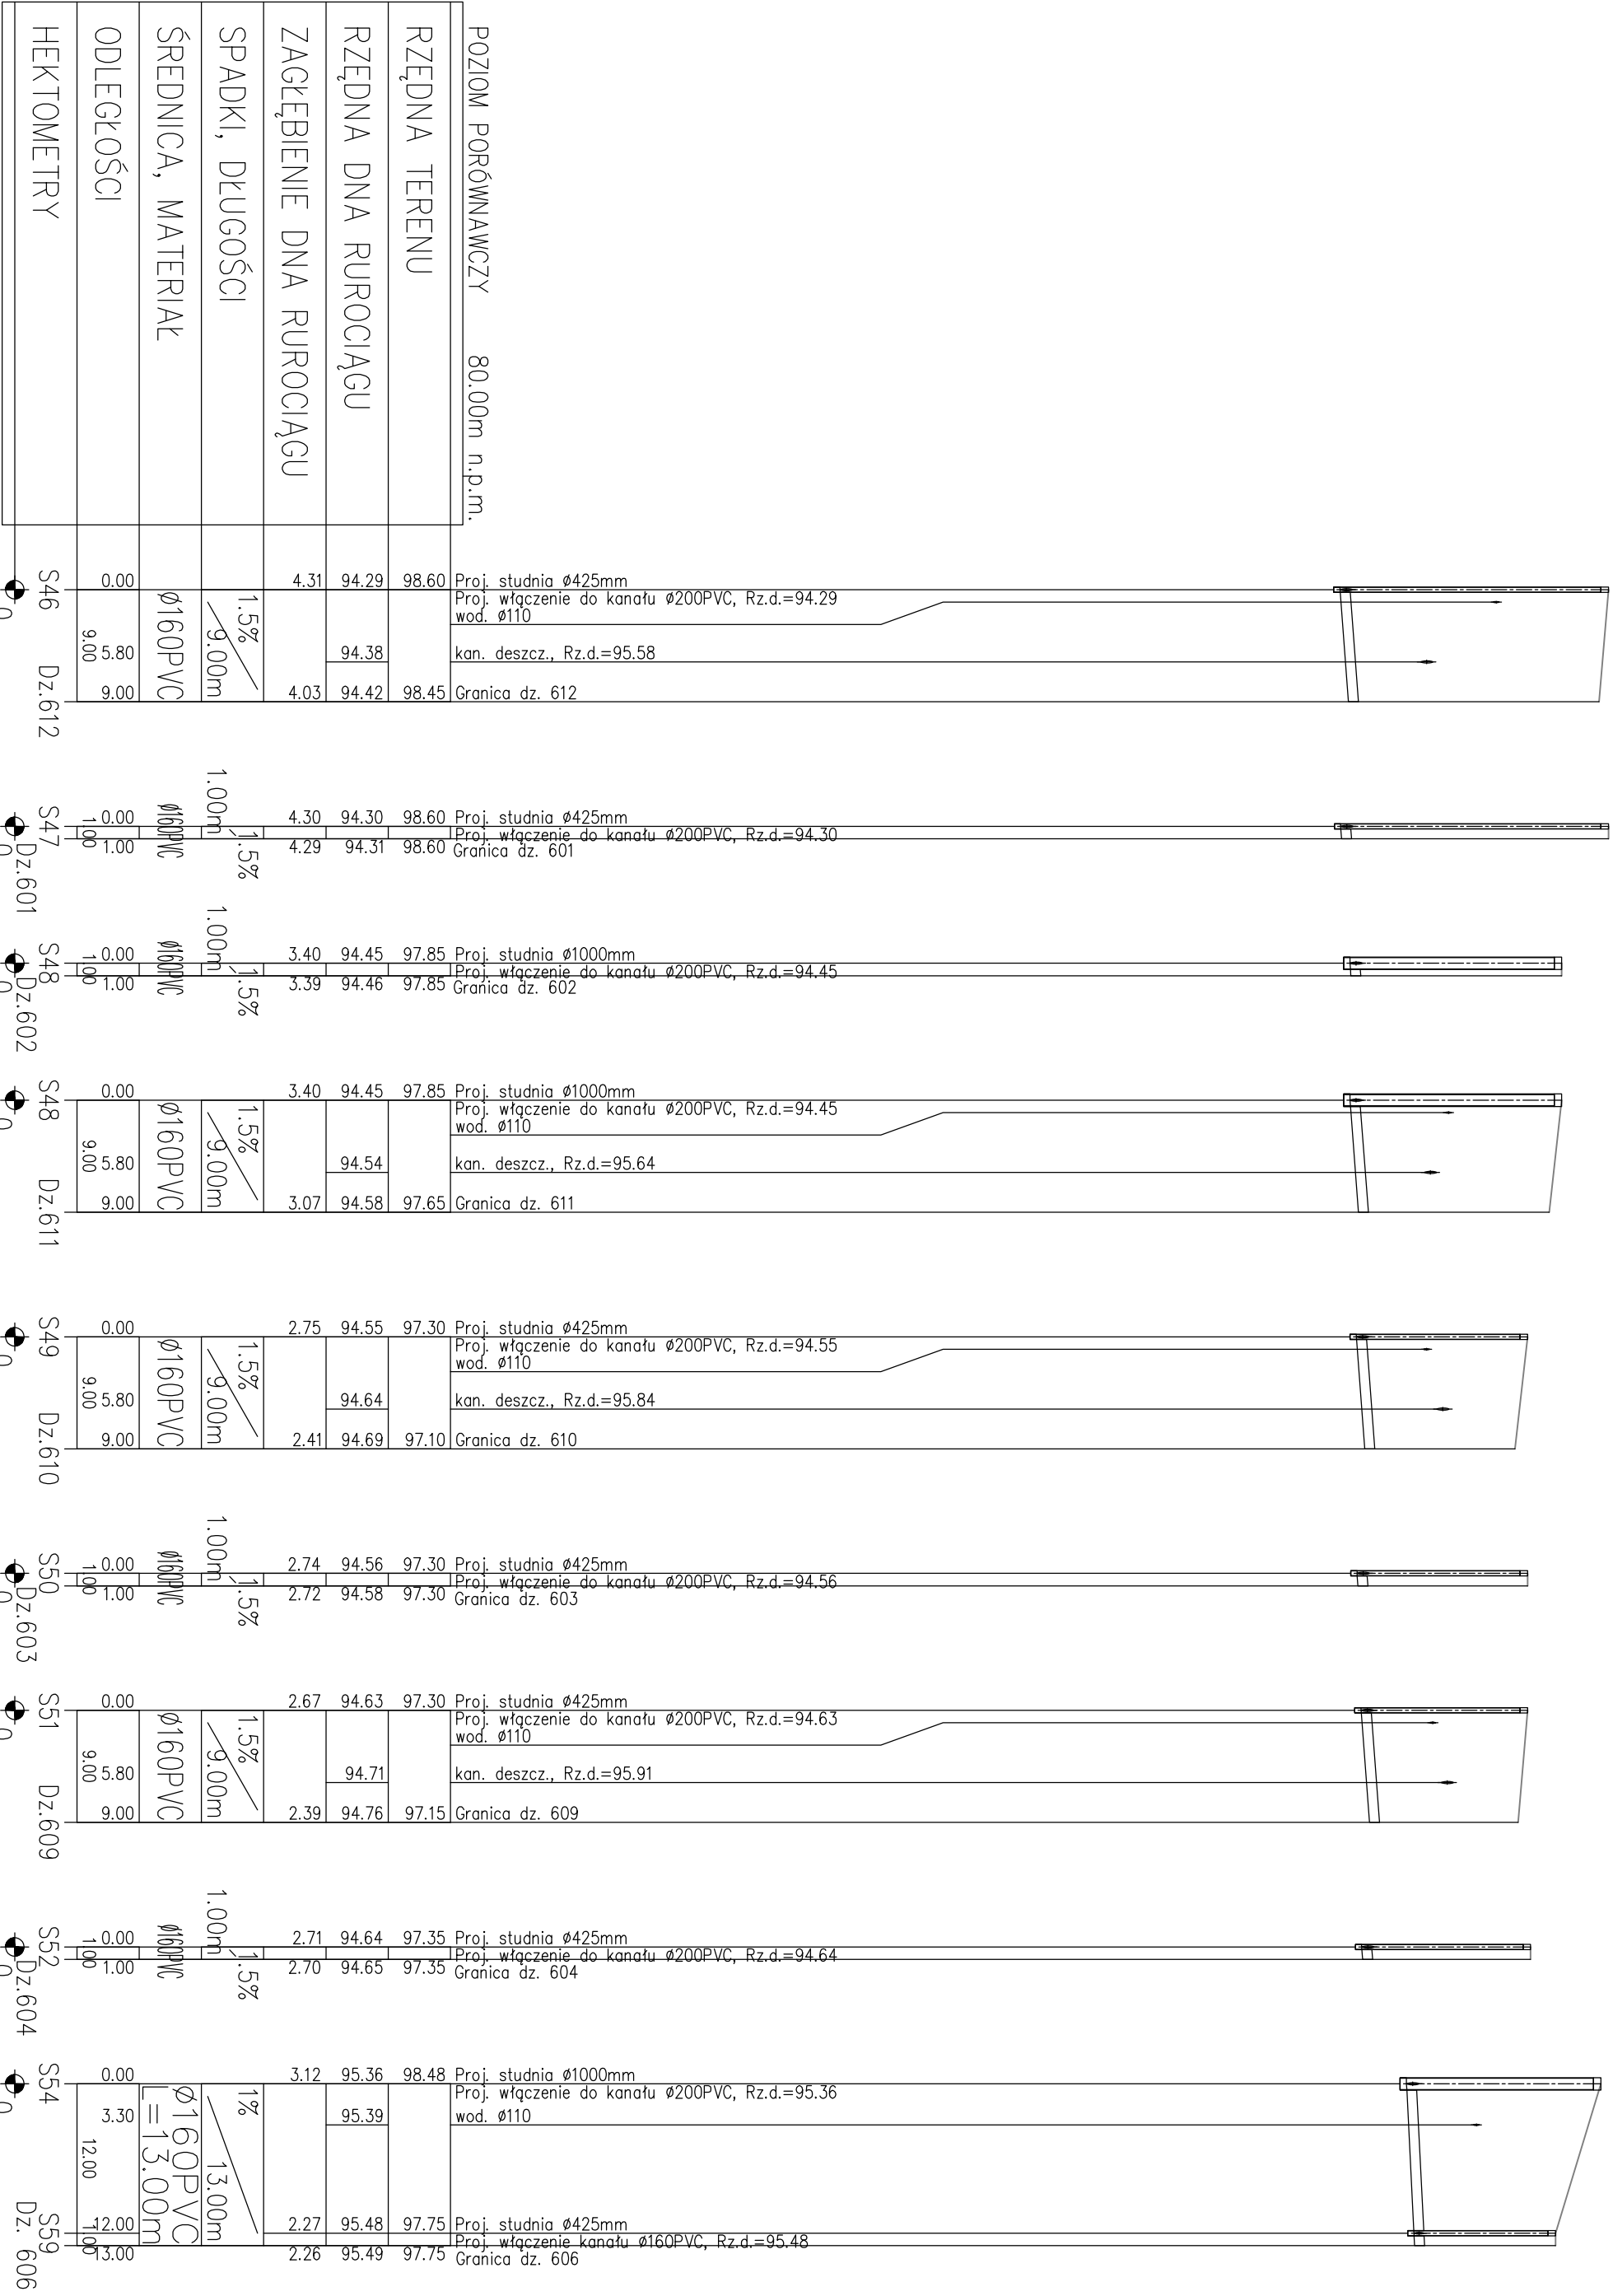 POZIOM PORÓWNAWCZY 80.00m n.p.m.
RZĘDNA TERENU
RZĘDNA DNA RUROCIĄGU
ZAGŁĘBIENIE DNA RUROCIĄGU
SPADKI, DŁUGOŚCI
ŚREDNICA, MATERIAŁ
ODLEGŁOŚCI
HEKTOMETRY
0.00 4.31 94.29 98.60 Proj. studnia Ø425mm
Proj. włączenie do kanału Ø200PVC, Rz.d.=94.29
wod. Ø110
5.80 94.38 kan. deszcz., Rz.d.=95.58
9.00 4.03 94.42 98.45 Granica dz. 612
1.5%
9.00m
Ø160PVC
9.00
S46 Dz.612
0
0.00 4.30 94.30 98.60 Proj. studnia Ø425mm
Proj. włączenie do kanału Ø200PVC, Rz.d.=94.30
1.00 4.29 94.31 98.60 Granica dz. 601
1.00m 1.5%
Ø160PVC
1.00
S47 Dz.601
0
0.00 3.40 94.45 97.85 Proj. studnia Ø1000mm
Proj. włączenie do kanału Ø200PVC, Rz.d.=94.45
1.00 3.39 94.46 97.85 Granica dz. 602
1.00m 1.5%
Ø160PVC
1.00
S48 Dz.602
0
0.00 3.40 94.45 97.85 Proj. studnia Ø1000mm
Proj. włączenie do kanału Ø200PVC, Rz.d.=94.45
wod. Ø110
5.80 94.54 kan. deszcz., Rz.d.=95.64
9.00 3.07 94.58 97.65 Granica dz. 611
1.5%
9.00m
Ø160PVC
9.00
S48 Dz.611
0
0.00 2.75 94.55 97.30 Proj. studnia Ø425mm
Proj. włączenie do kanału Ø200PVC, Rz.d.=94.55
wod. Ø110
5.80 94.64 kan. deszcz., Rz.d.=95.84
9.00 2.41 94.69 97.10 Granica dz. 610
1.5%
9.00m
Ø160PVC
9.00
S49 Dz.610
0
0.00 2.74 94.56 97.30 Proj. studnia Ø425mm
Proj. włączenie do kanału Ø200PVC, Rz.d.=94.56
1.00 2.72 94.58 97.30 Granica dz. 603
1.00m 1.5%
Ø160PVC
1.00
S50 Dz.603
0
0.00 2.67 94.63 97.30 Proj. studnia Ø425mm
Proj. włączenie do kanału Ø200PVC, Rz.d.=94.63
wod. Ø110
5.80 94.71 kan. deszcz., Rz.d.=95.91
9.00 2.39 94.76 97.15 Granica dz. 609
1.5%
9.00m
Ø160PVC
9.00
S51 Dz.609
0
0.00 2.71 94.64 97.35 Proj. studnia Ø425mm
Proj. włączenie do kanału Ø200PVC, Rz.d.=94.64
1.00 2.70 94.65 97.35 Granica dz. 604
1.00m 1.5%
Ø160PVC
1.00
S52 Dz.604
0
0.00 3.12 95.36 98.48 Proj. studnia Ø1000mm
Proj. włączenie do kanału Ø200PVC, Rz.d.=95.36
3.30 95.39 wod. Ø110
12.00 2.27 95.48 97.75 Proj. studnia Ø425mm
Proj. włączenie kanału Ø160PVC, Rz.d.=95.48
13.00 2.26 95.49 97.75 Granica dz. 606
1%
13.00m
Ø160PVC
L=13.00m
12.00 1.00
S54 S59
Dz. 606
0